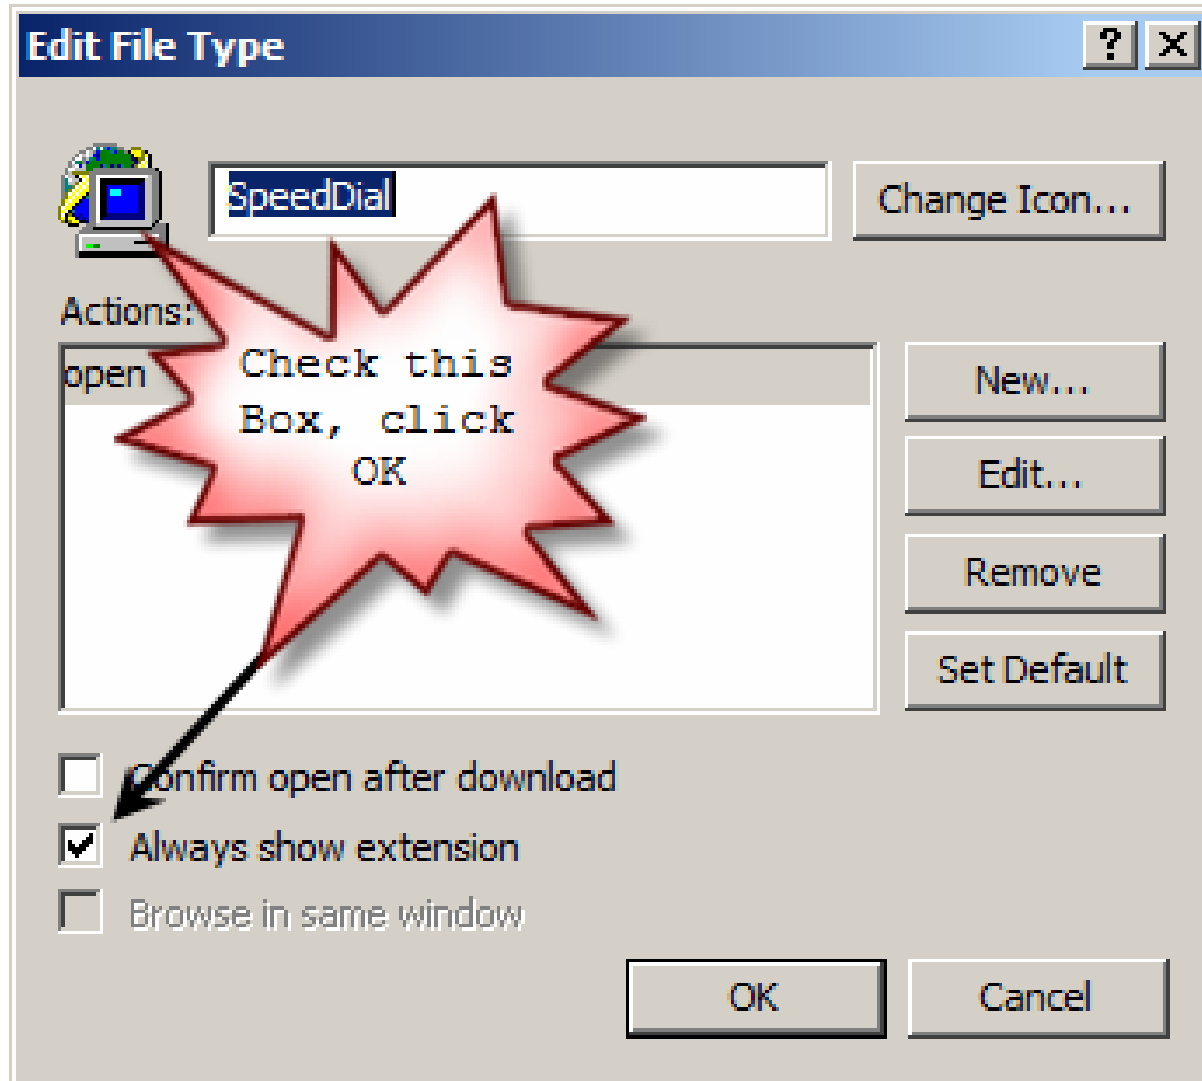 Edit File Type
SpeedDial
Change Icon...
Actions:
open
Check this
Box, click
OK
New...
Edit...
Remove
Set Default
Confirm open after download
Always show extension
Browse in same window
OK
Cancel